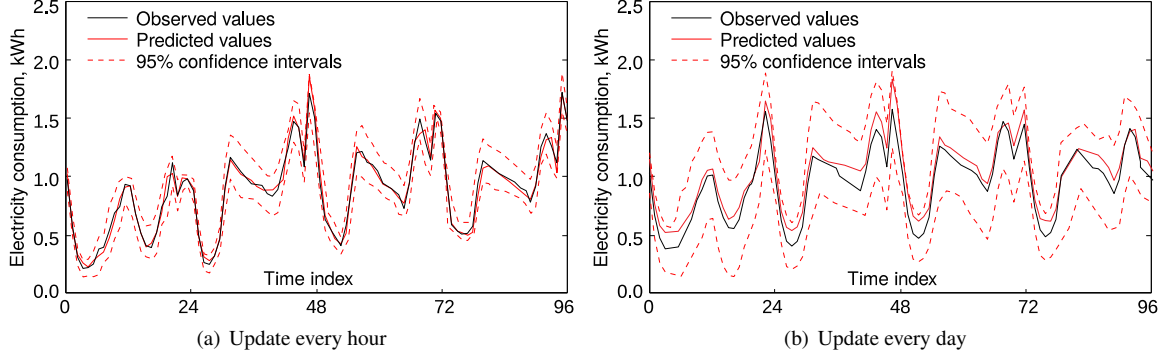 2.5
2.0
1.5
1.0
0.5
0.0
Electricity consumption, kWh
Observed values
Predicted values
95% confidence intervals
Time index
0
24
48
72
96
(a) Update every hour
2.5
2.0
1.5
1.0
0.5
0.0
Electricity consumption, kWh
Observed values
Predicted values
95% confidence intervals
Time index
0
24
48
72
96
(b) Update every day